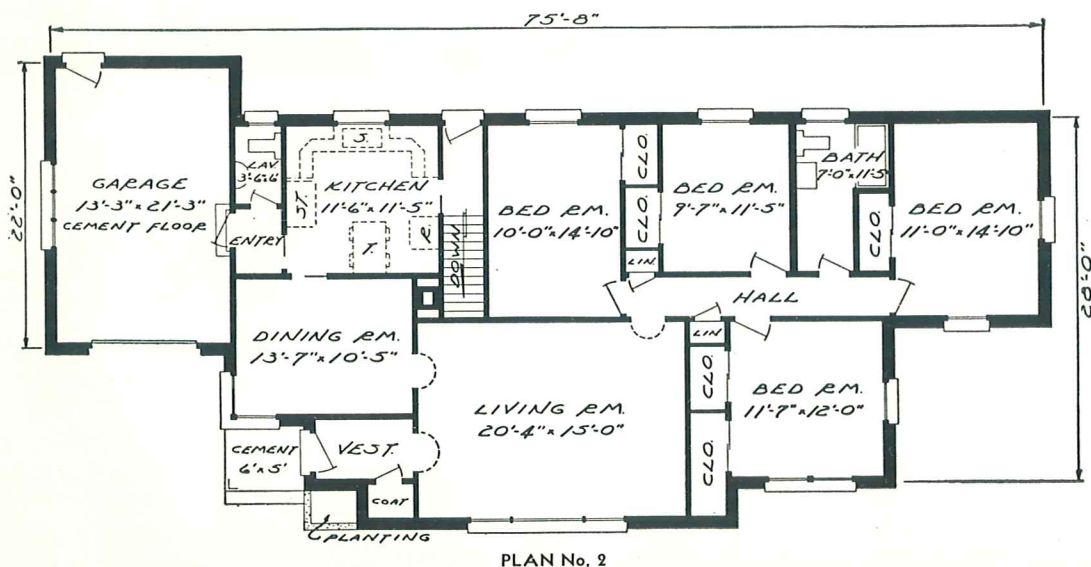 75'-8"
22'-0"
28'-0"
GARAGE
13'-3" x 21'-3"
CEMENT FLOOR
LAV.
3'-6"x6'
ENTRY
S.
ST.
KITCHEN
11'-6" x 11'-5"
T.
R.
DOWN
BED RM.
10'-0" x 14'-10"
CLO.
CLO.
LIN.
BED RM.
9'-7" x 11'-5"
BATH
7'-0" x 11'-5
CLO.
BED RM.
11'-0" x 14'-10"
HALL
DINING RM.
13'-7" x 10'-5"
LIVING RM.
20'-4" x 15'-0"
LIN
CLO.
CLO.
BED RM.
11'-7" x 12'-0"
CEMENT
6' x 5'
VEST.
COAT
PLANTING
PLAN No. 2